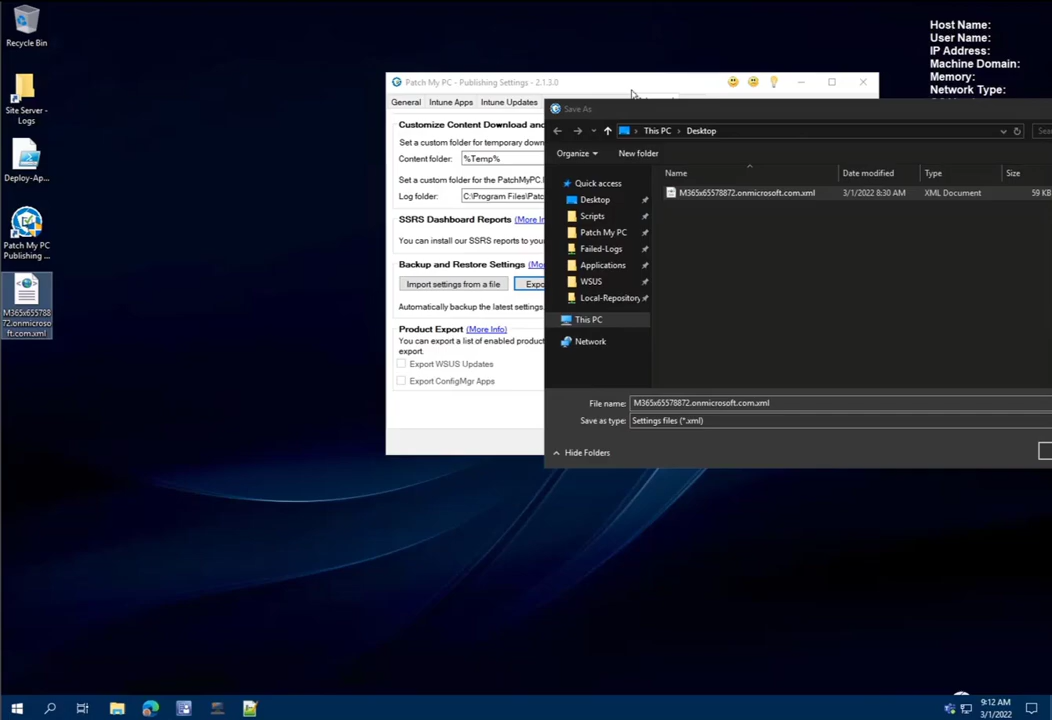 Recycle Bin
Site Server -
Logs
Deploy-Ap...
Patch My PC
Publishing ...
M365x655788
72.onmicroso
ft.com.xml
Host Name:
User Name:
IP Address:
Machine Domain:
Memory:
Network Type:
Patch My PC - Publishing Settings - 2.1.3.0
General
Intune Apps
Intune Updates
Customize Content Download and
Set a custom folder for temporary down
Content folder:
%Temp%
Set a custom folder for the PatchMyPC.l
Log folder:
C:\Program Files\Patc
SSRS Dashboard Reports
(More In
You can install our SSRS reports to your
Backup and Restore Settings
(Mo
Import settings from a file
Expo
Automatically backup the latest settings.
Product Export
(More Info)
You can export a list of enabled produc
export.
Export WSUS Updates
Export ConfigMgr Apps
Save As
This PC
Desktop
Sea
Organize
New folder
Quick access
Desktop
Scripts
Patch My PC
Failed-Logs
Applications
WSUS
Local-Repository
This PC
Network
Name
Date modified
Type
Size
M365x65578872.onmicrosoft.com.xml
3/1/2022 8:30 AM
XML Document
59 KB
File name:
M365x65578872.onmicrosoft.com.xml
Save as type:
Settings files (*.xml)
Hide Folders
9:12 AM
3/1/2022